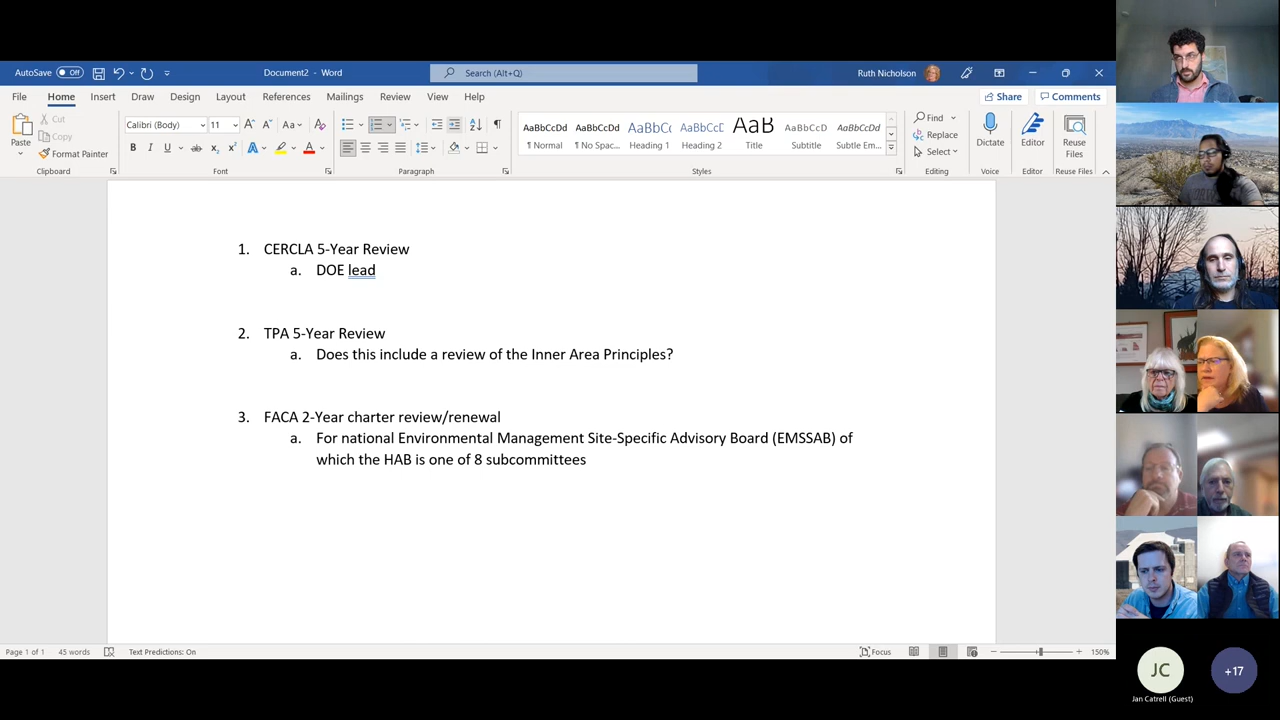 AutoSave Off
Document2 - Word
Search (Alt+Q)
Ruth Nicholson
File Home Insert Draw Design Layout References Mailings Review View Help
Share Comments
Paste
Cut
Copy
Format Painter
Clipboard
Calibri (Body) 11
Font
Paragraph
AaBbCcDd AaBbCcDd AaBbCc AaBbCcD AaB AaBbCcD AaBbCcDd
¶ Normal ¶ No Spac... Heading 1 Heading 2 Title Subtitle Subtle Em...
Styles
Find
Replace
Select
Editing
Dictate
Voice
Editor
Editor
Reuse Files
Reuse Files
1. CERCLA 5-Year Review
a. DOE lead
2. TPA 5-Year Review
a. Does this include a review of the Inner Area Principles?
3. FACA 2-Year charter review/renewal
a. For national Environmental Management Site-Specific Advisory Board (EMSSAB) of
which the HAB is one of 8 subcommittees
Page 1 of 1 45 words Text Predictions: On
Focus 150%
JC
Jan Catrell (Guest)
+17